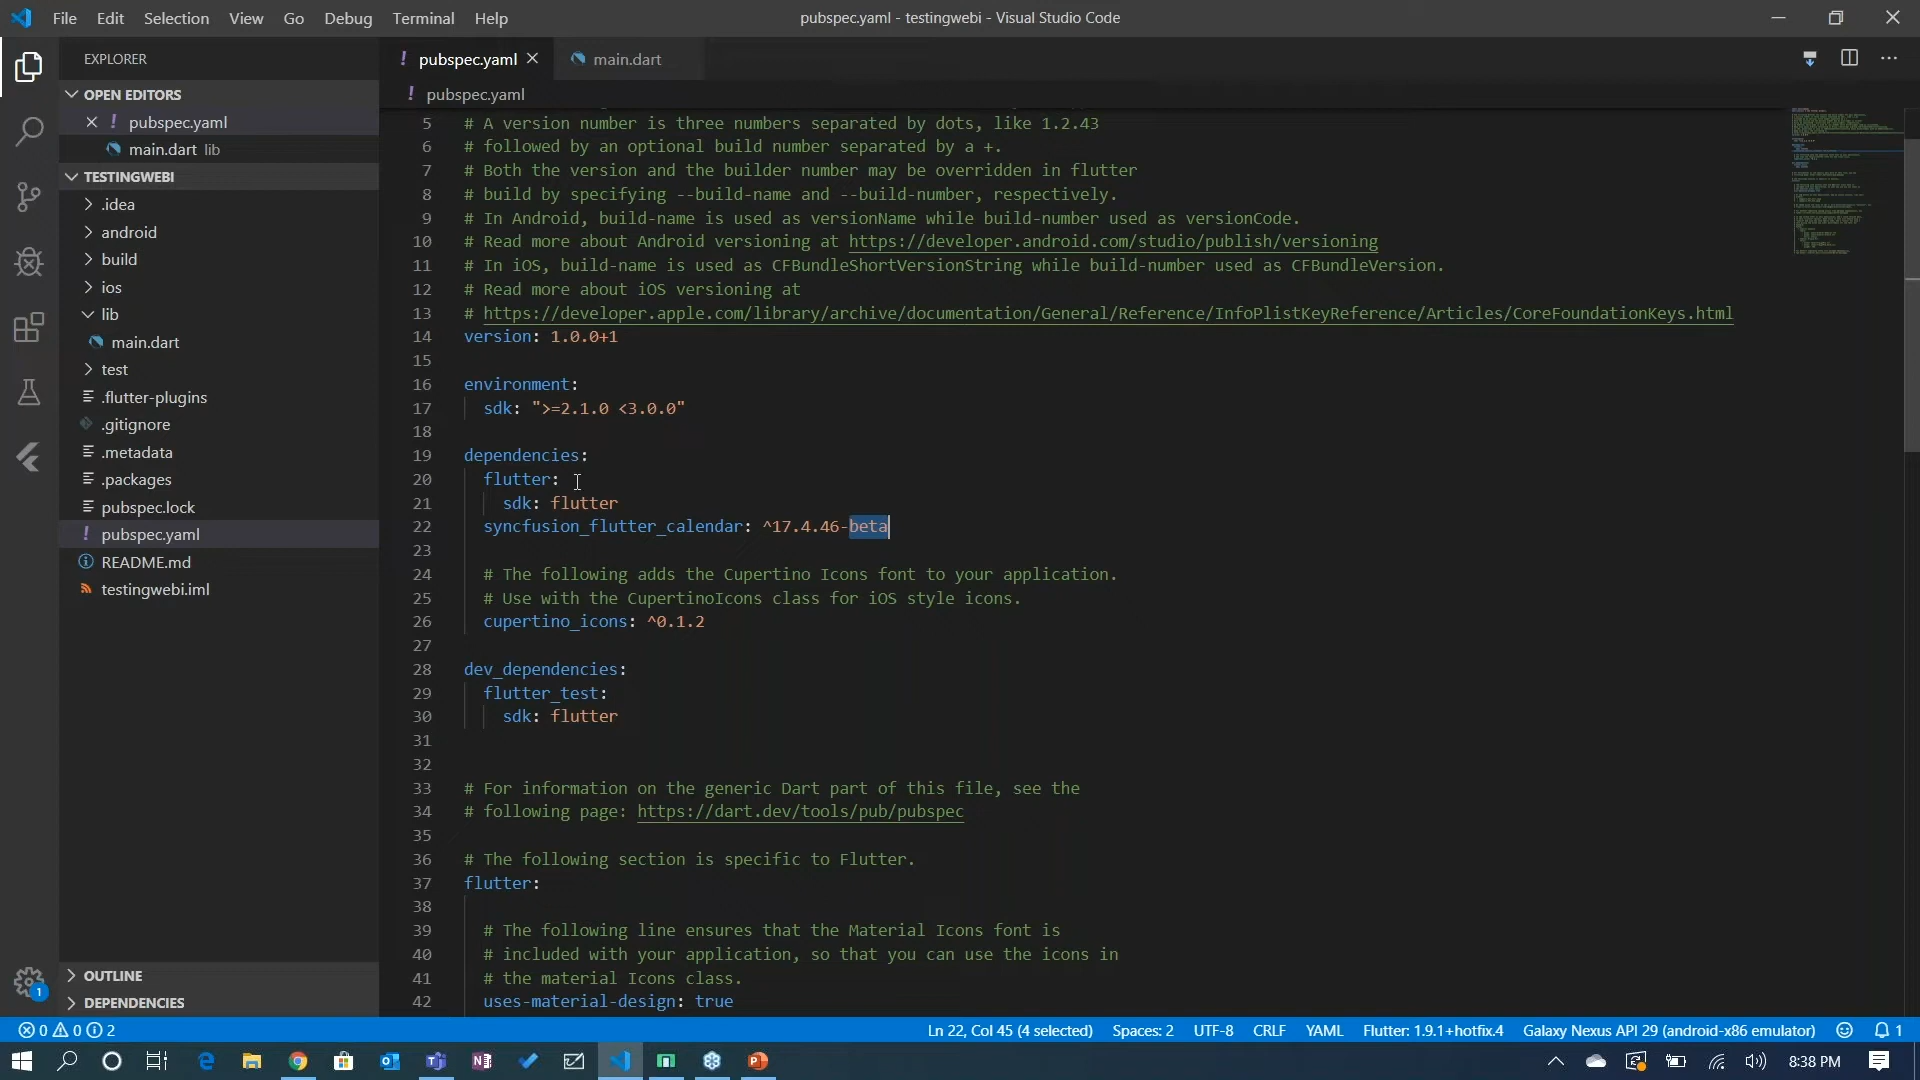 File Edit Selection View Go Debug Terminal Help
pubspec.yaml - testingwebi - Visual Studio Code
EXPLORER
OPEN EDITORS
! pubspec.yaml
main.dart lib
TESTINGWEBI
.idea
android
build
ios
lib
main.dart
test
.flutter-plugins
.gitignore
.metadata
.packages
pubspec.lock
! pubspec.yaml
README.md
testingwebi.iml
OUTLINE
DEPENDENCIES
! pubspec.yaml
main.dart
! pubspec.yaml
5 # A version number is three numbers separated by dots, like 1.2.43
6 # followed by an optional build number separated by a +.
7 # Both the version and the builder number may be overridden in flutter
8 # build by specifying --build-name and --build-number, respectively.
9 # In Android, build-name is used as versionName while build-number used as versionCode.
10 # Read more about Android versioning at https://developer.android.com/studio/publish/versioning
11 # In iOS, build-name is used as CFBundleShortVersionString while build-number used as CFBundleVersion.
12 # Read more about iOS versioning at
13 # https://developer.apple.com/library/archive/documentation/General/Reference/InfoPlistKeyReference/Articles/CoreFoundationKeys.html
14 version: 1.0.0+1
15
16 environment:
17 sdk: ">=2.1.0 <3.0.0"
18
19 dependencies:
20 flutter:
21 sdk: flutter
22 syncfusion_flutter_calendar: ^17.4.46-beta
23
24 # The following adds the Cupertino Icons font to your application.
25 # Use with the CupertinoIcons class for iOS style icons.
26 cupertino_icons: ^0.1.2
27
28 dev_dependencies:
29 flutter_test:
30 sdk: flutter
31
32
33 # For information on the generic Dart part of this file, see the
34 # following page: https://dart.dev/tools/pub/pubspec
35
36 # The following section is specific to Flutter.
37 flutter:
38
39 # The following line ensures that the Material Icons font is
40 # included with your application, so that you can use the icons in
41 # the material Icons class.
42 uses-material-design: true
1
0 0 2
Ln 22, Col 45 (4 selected) Spaces: 2 UTF-8 CRLF YAML Flutter: 1.9.1+hotfix.4 Galaxy Nexus API 29 (android-x86 emulator) 1
8:38 PM